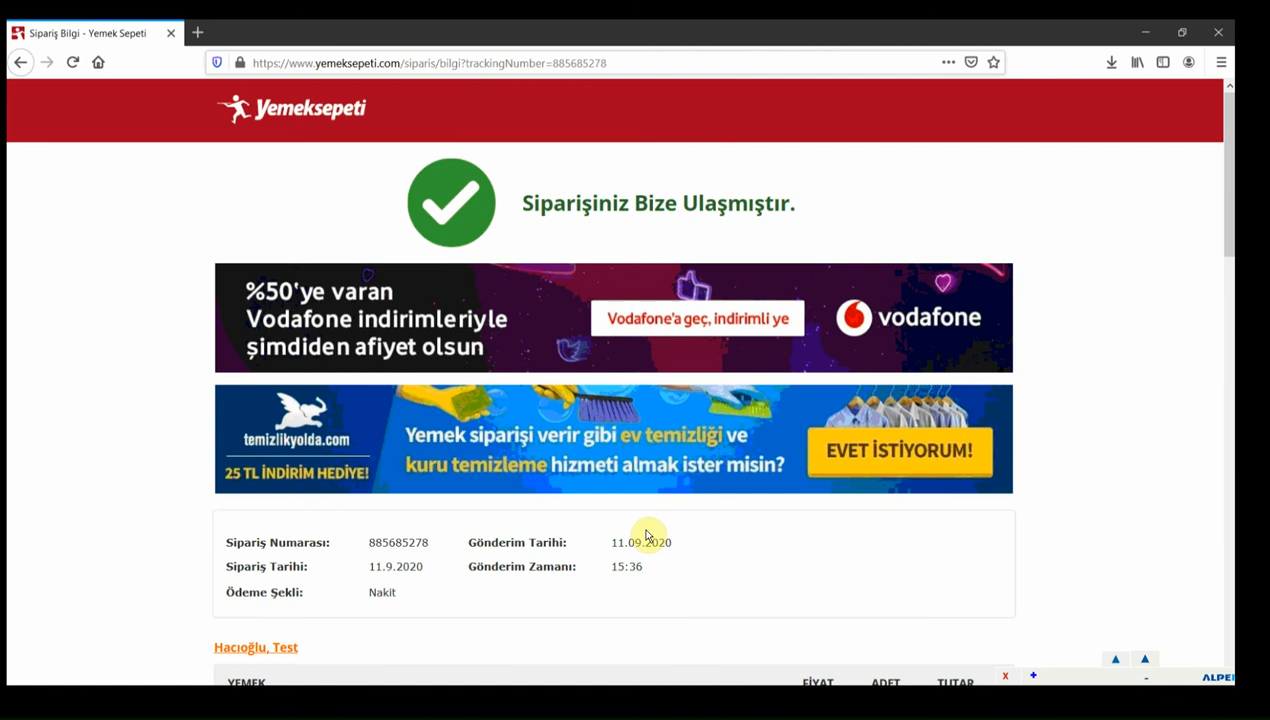 Sipariş Bilgi - Yemek Sepeti
https://www.yemeksepeti.com/siparis/bilgi?trackingNumber=885685278
Yemeksepeti
Siparişiniz Bize Ulaşmıştır.
%50'ye varan
Vodafone indirimleriyle
şimdiden afiyet olsun
Vodafone'a geç, indirimli ye
vodafone
temizlikyolda.com
25 TL İNDİRİM HEDİYE!
Yemek siparişi verir gibi ev temizliği ve
kuru temizleme hizmeti almak ister misin?
EVET İSTİYORUM!
Sipariş Numarası: 885685278 Gönderim Tarihi: 11.09.2020
Sipariş Tarihi: 11.9.2020 Gönderim Zamanı: 15:36
Ödeme Şekli: Nakit
Hacıoğlu, Test
YEMEK FİYAT ADET TUTAR
X + - ALPE